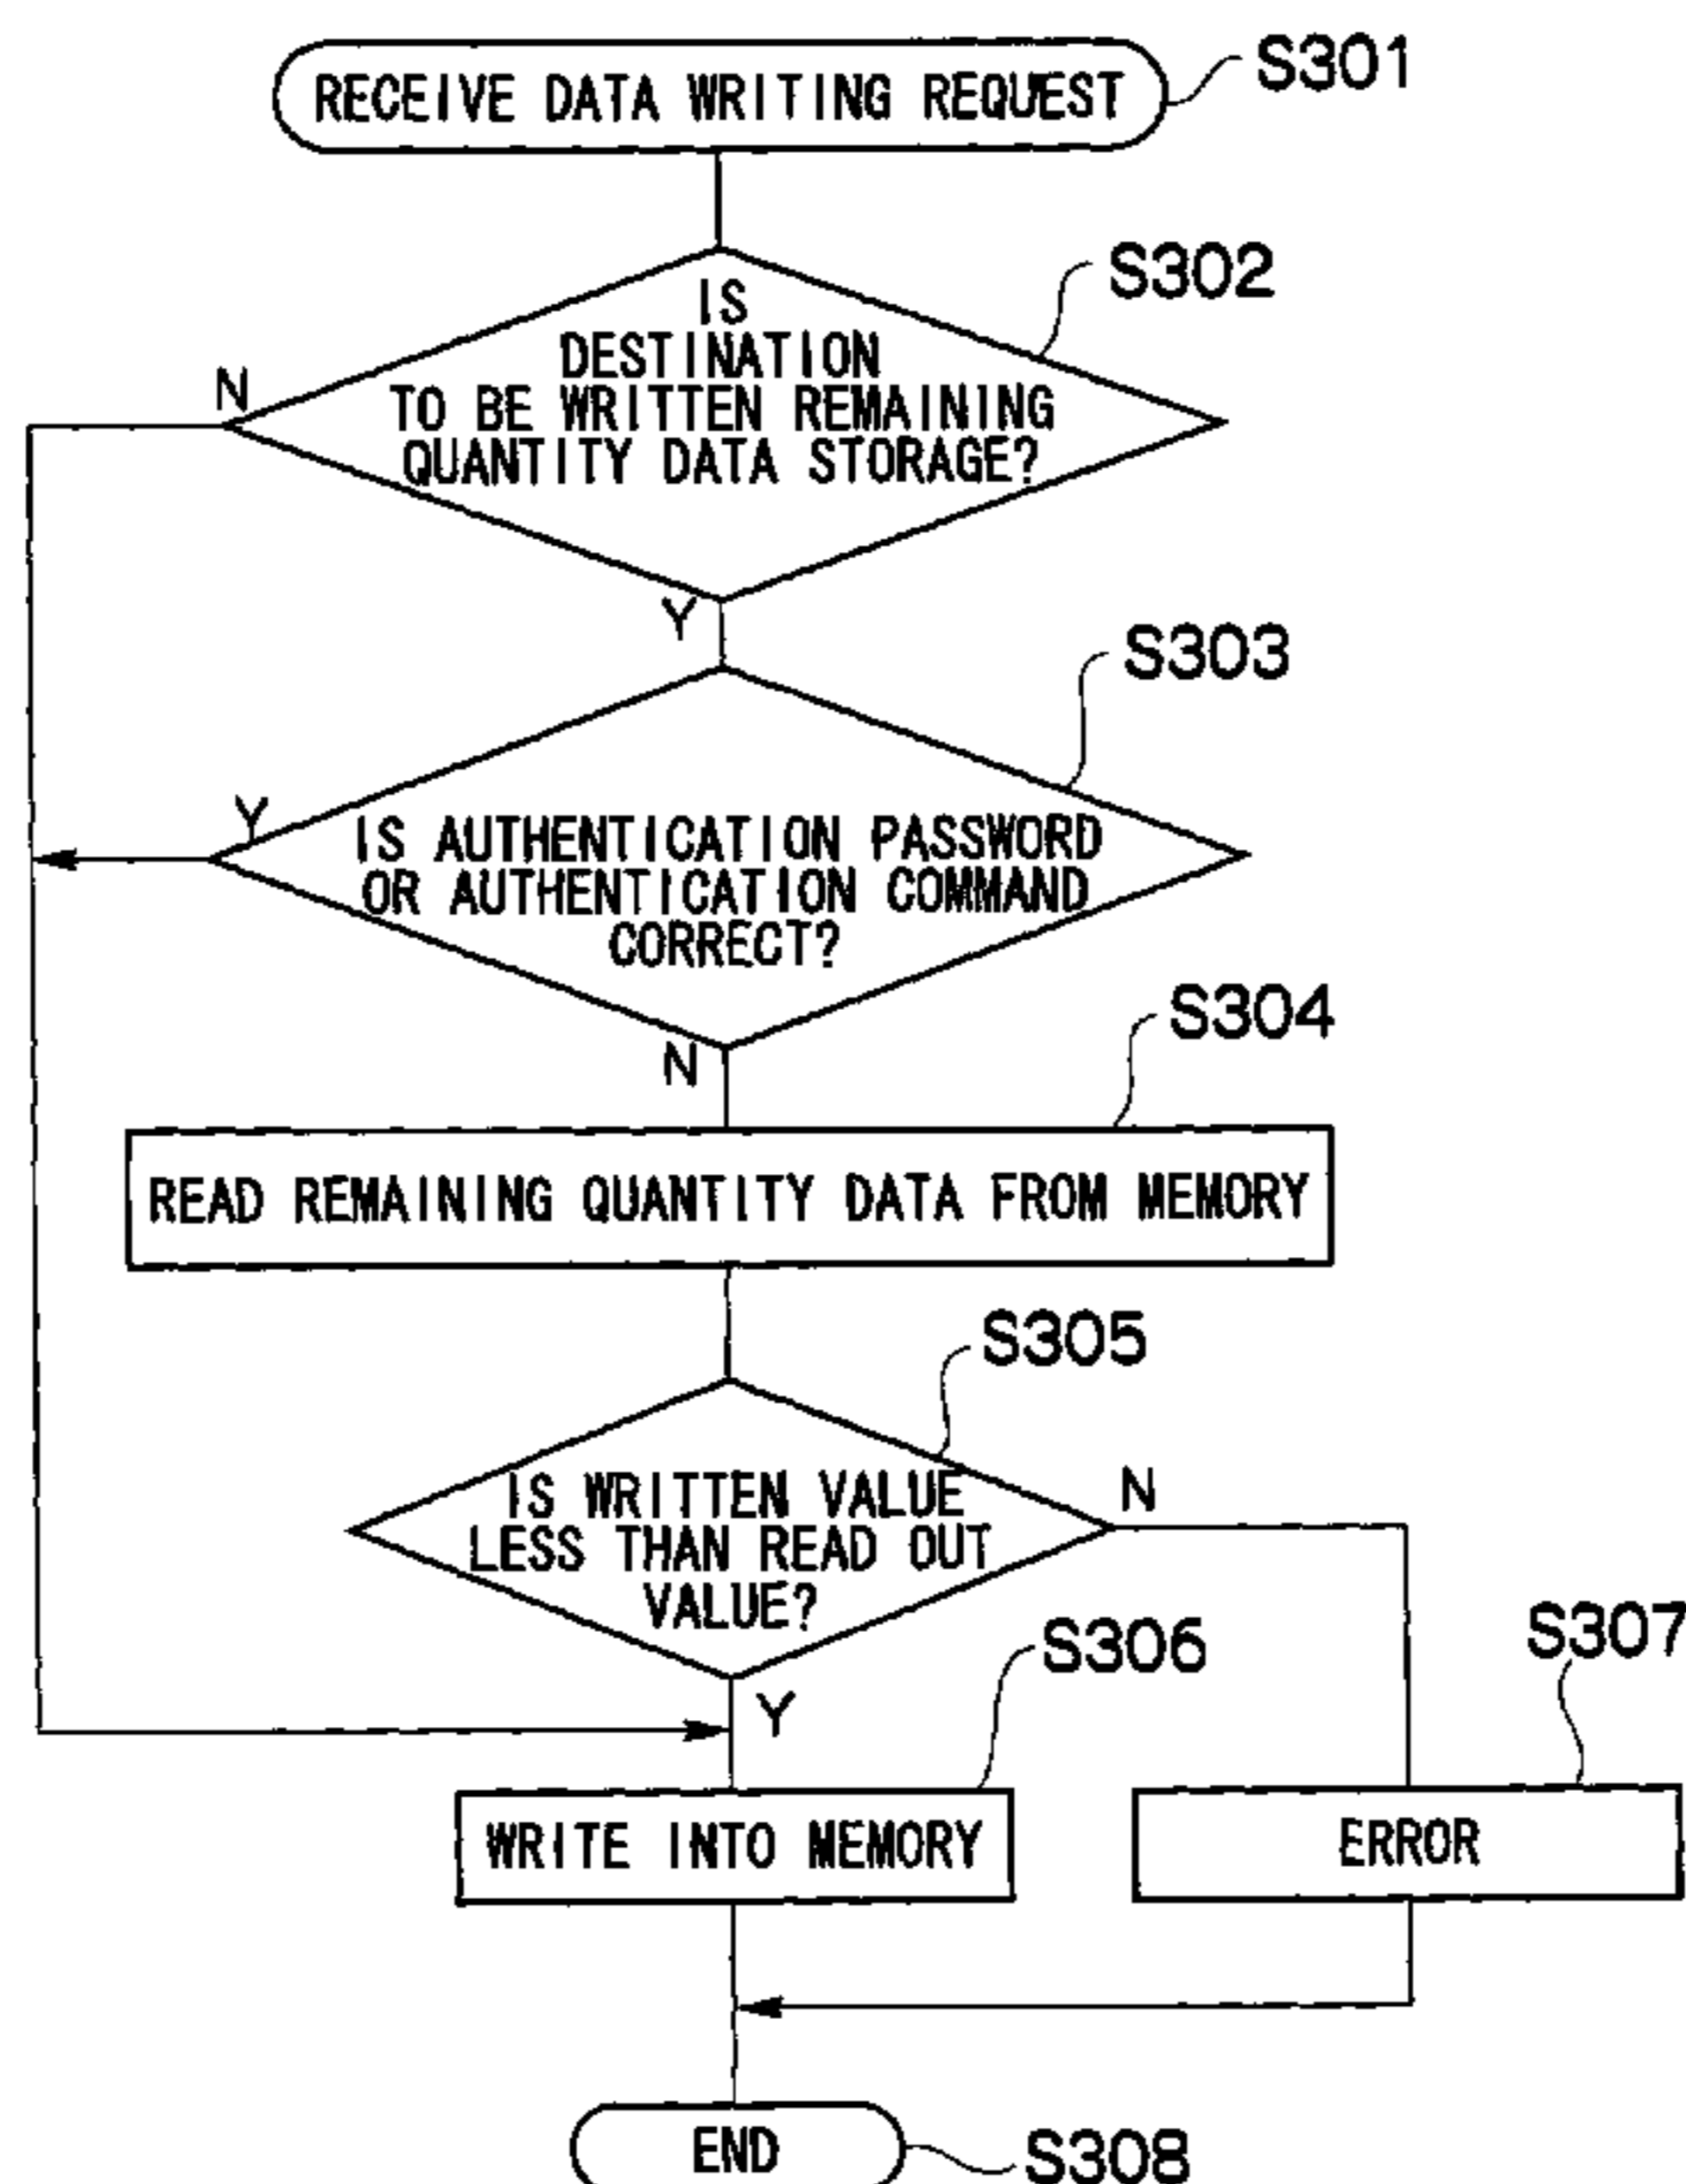 RECEIVE DATA WRITING REQUEST
S301
IS
DESTINATION
TO BE WRITTEN REMAINING
QUANTITY DATA STORAGE?
S302
N
Y
S303
Y
IS AUTHENTICATION PASSWORD
OR AUTHENTICATION COMMAND
CORRECT?
N
S304
READ REMAINING QUANTITY DATA FROM MEMORY
S305
IS WRITTEN VALUE
LESS THAN READ OUT
VALUE?
N
Y
S306
S307
WRITE INTO MEMORY
ERROR
END
S308